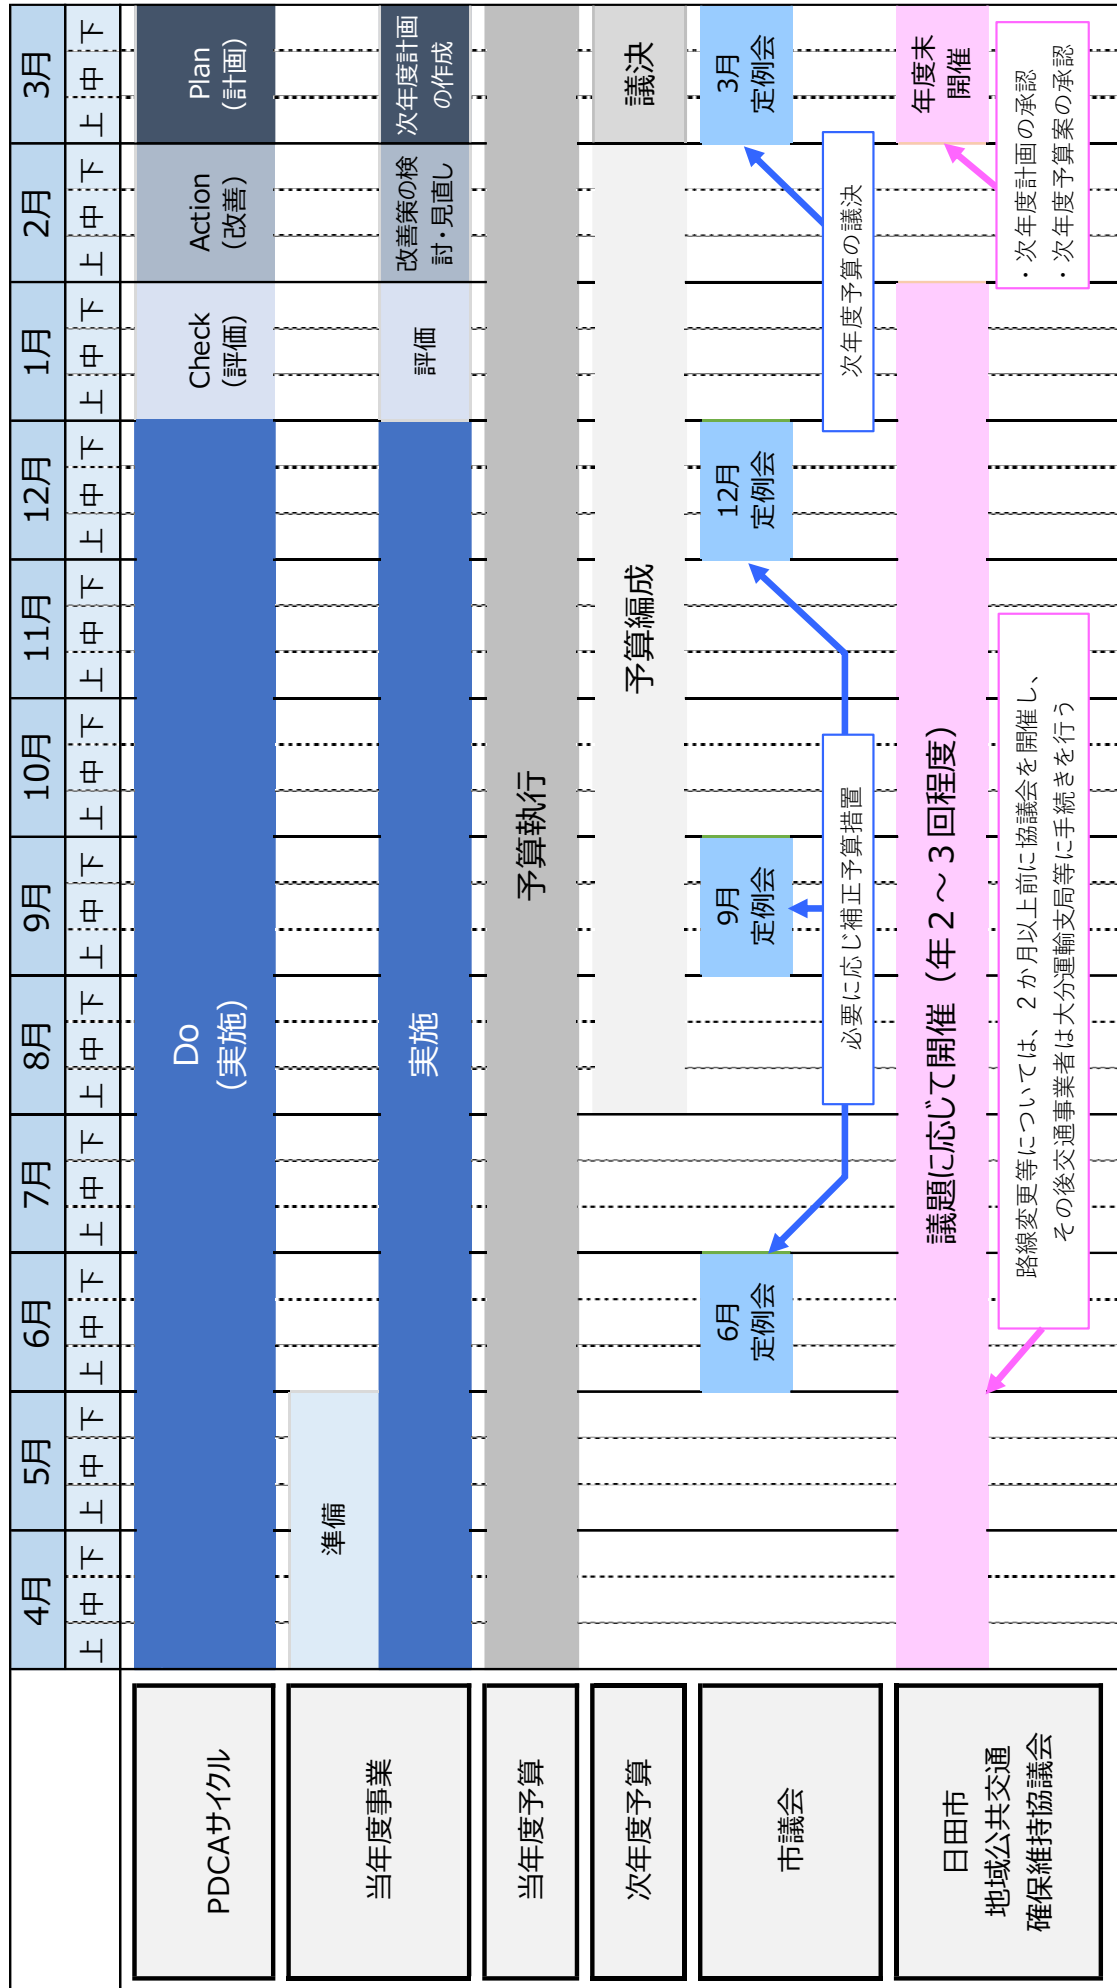 4月
5月
6月
7月
8月
9月
10月
11月
12月
1月
2月
3月
上 中 下 上 中 下 上 中 下 上 中 下 上 中 下 上 中 下 上 中 下 上 中 下 上 中 下 上 中 下 上 中 下 上 中 下
PDCAサイクル
Do
(実施)
Check
(評価)
Action
(改善)
Plan
(計画)
当年度事業
準備
実施
評価
改善策の検
討・見直し
次年度計画
の作成
当年度予算
予算執行
次年度予算
予算編成
議決
市議会
6月
定例会
9月
定例会
12月
定例会
3月
定例会
必要に応じ補正予算措置
次年度予算の議決
日田市
地域公共交通
確保維持協議会
議題に応じて開催（年２～３回程度）
年度末
開催
路線変更等については、2か月以上前に協議会を開催し、
その後交通事業者は大分運輸支局等に手続きを行う
・次年度計画の承認
・次年度予算案の承認